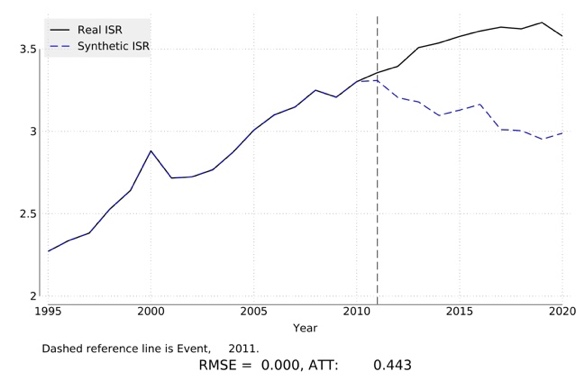 Real ISR
Synthetic ISR
3.5
3
2.5
2
1995 2000 2005 2010 2015 2020
Year
Dashed reference line is Event, 2011.
RMSE = 0.000, ATT: 0.443